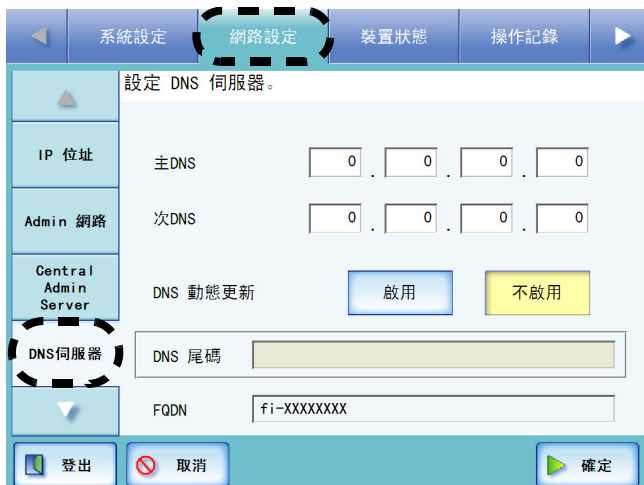 系統設定 網路設定 裝置狀態 操作記錄
設定 DNS 伺服器。
IP 位址
Admin 網路
Central
Admin
Server
DNS伺服器
主DNS 0 . 0 . 0 . 0
次DNS 0 . 0 . 0 . 0
DNS 動態更新 啟用 不啟用
DNS 尾碼
FQDN fi-XXXXXXXX
登出 取消 確定